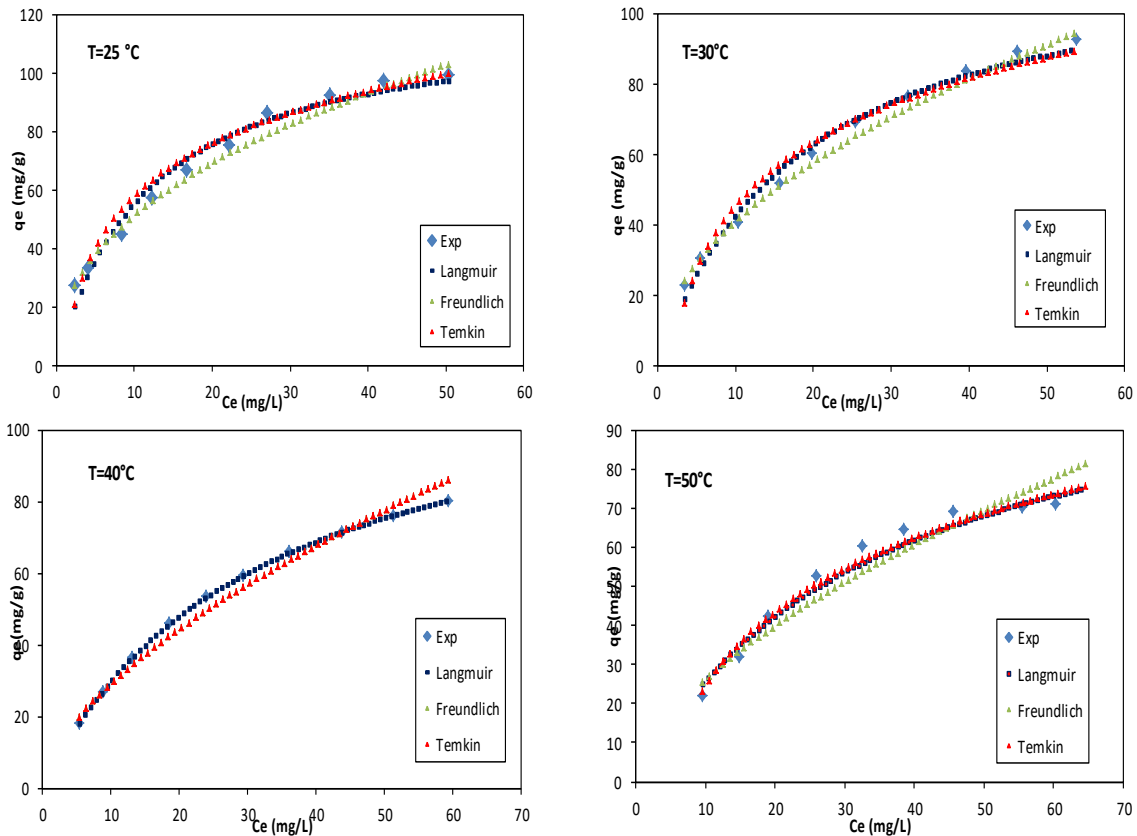 120
100
80
60
40
20
0
qe (mg/g)
T=25 °C
Exp
Langmuir
Freundlich
Temkin
0 10 20 30 40 50 60
Ce (mg/L)
100
80
60
40
20
0
qe (mg/g)
T=30°C
Exp
Langmuir
Freundlich
Temkin
0 10 20 30 40 50 60
Ce (mg/L)
100
80
60
40
20
0
qe (mg/g)
T=40°C
Exp
Langmuir
Freundlich
Temkin
0 10 20 30 40 50 60 70
Ce (mg/L)
90
80
70
60
50
40
30
20
10
0
qe (mg/g)
T=50°C
Exp
Langmuir
Freundlich
Temkin
0 10 20 30 40 50 60 70
Ce (mg/L)